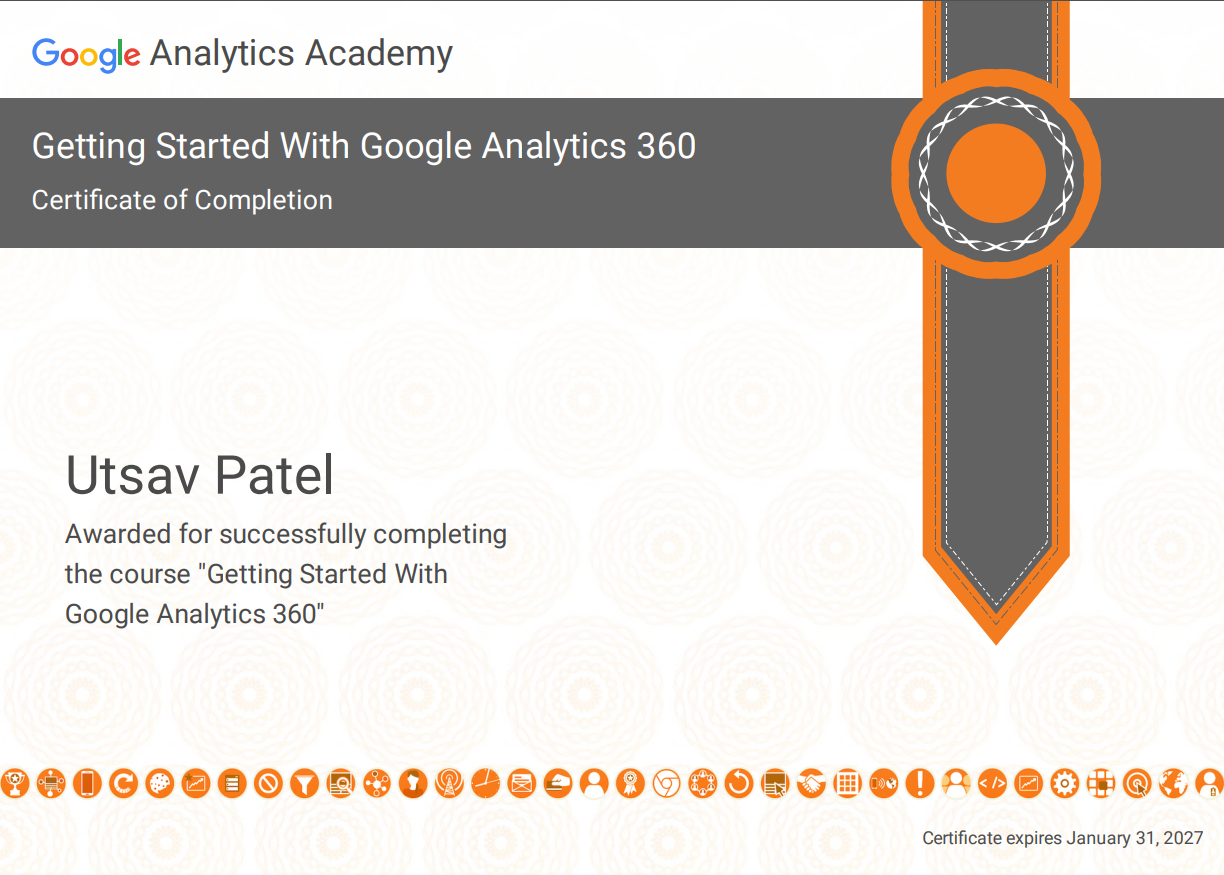 Google Analytics Academy
Getting Started With Google Analytics 360
Certificate of Completion
Utsav Patel
Awarded for successfully completing
the course "Getting Started With
Google Analytics 360"
Certificate expires January 31, 2027